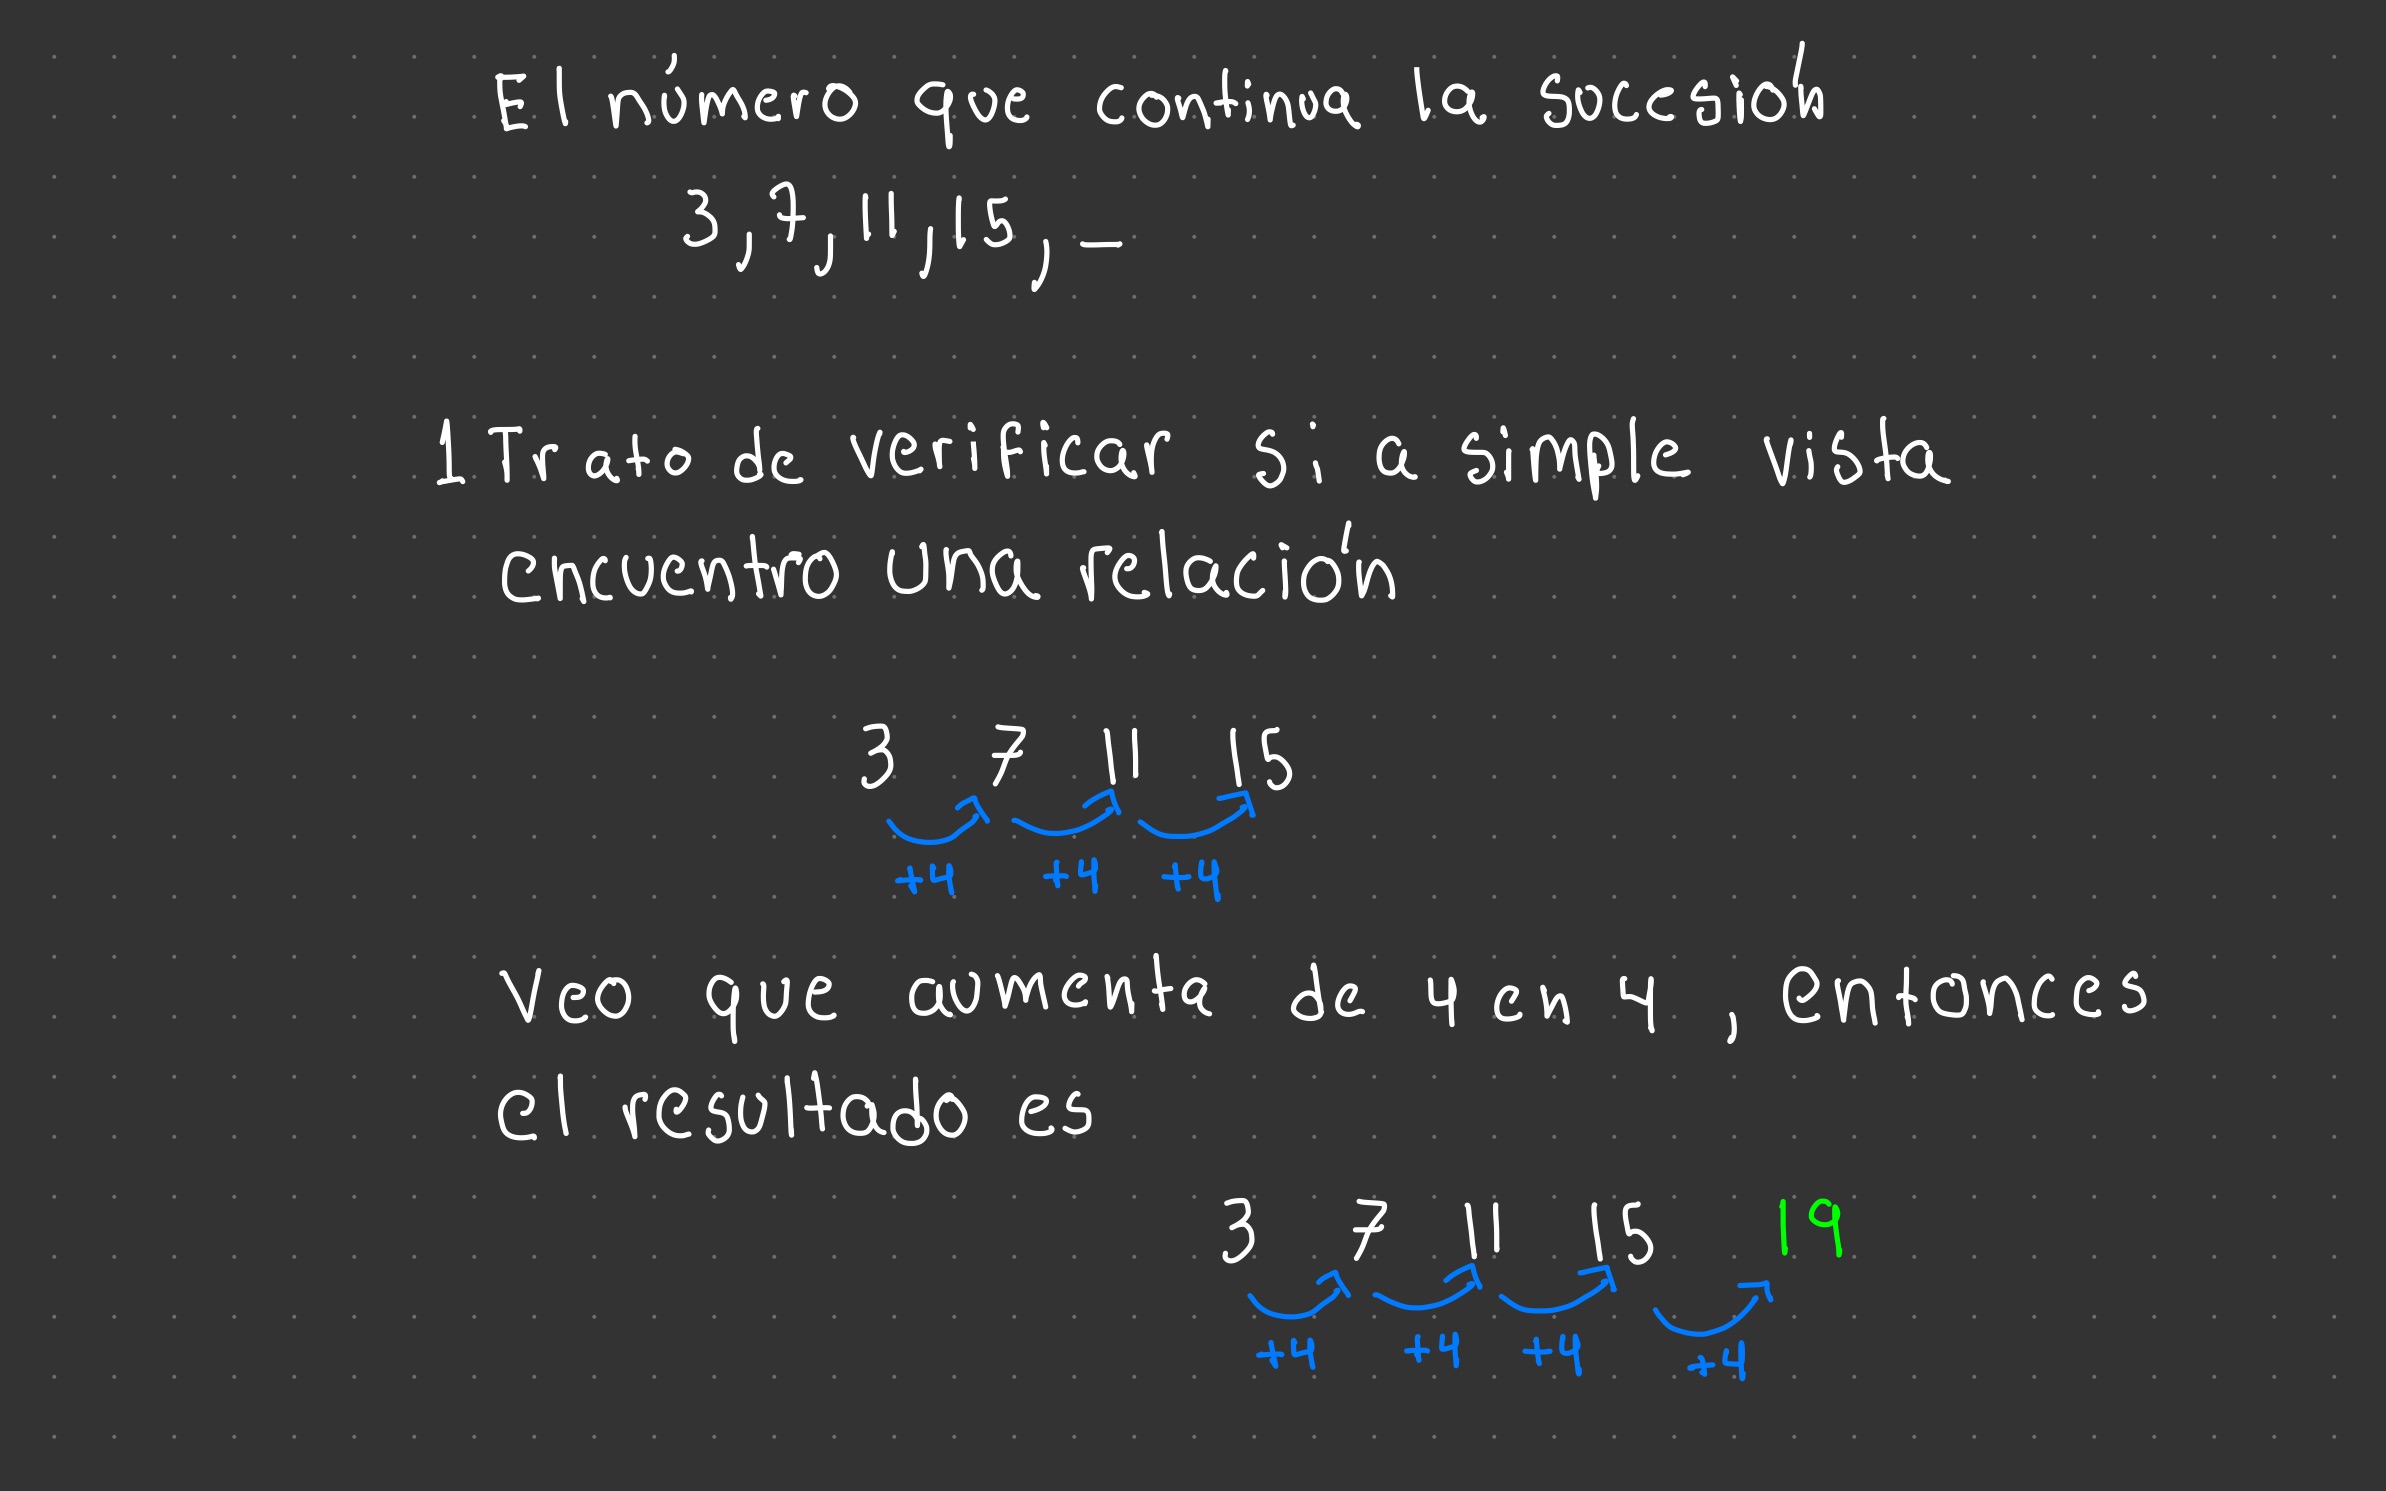 El número que continua la sucesión
3, 7, 11, 15, _
1 Trato de verificar si a simple vista
encuentro una relación
3 7 11 15
+4 +4 +4
Veo que aumenta de 4 en 4, entonces
el resultado es
3 7 11 15 19
+4 +4 +4 +4